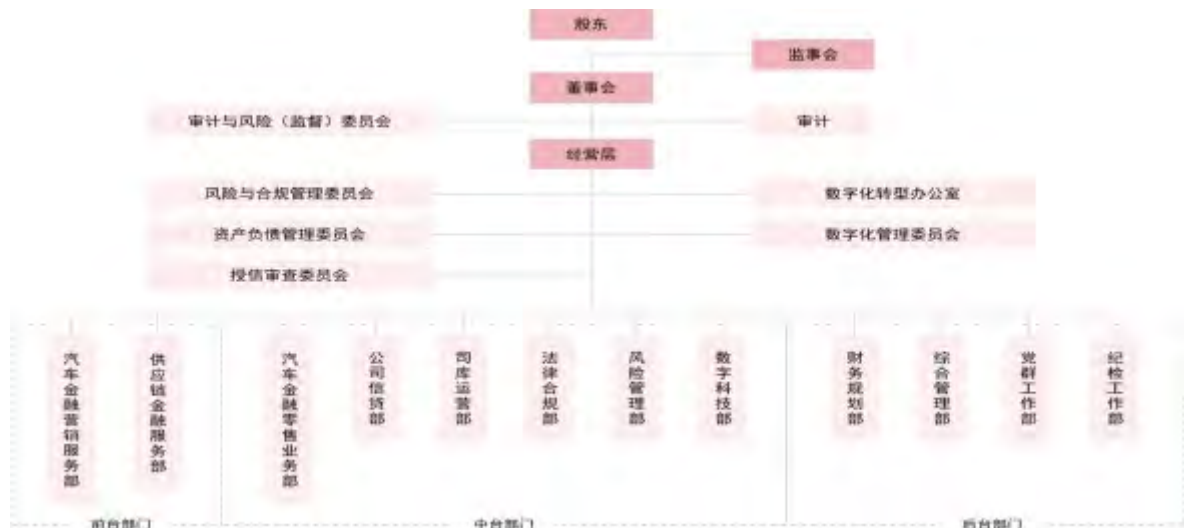 股东
监事会
董事会
审计与风险（监督）委员会
审计
经营层
风险与合规管理委员会
数字化转型办公室
资产负债管理委员会
数字化管理委员会
授信审查委员会
汽车金融营销服务部
供应链金融服务部
汽车金融零售业务部
公司信贷部
司库运营部
法律合规部
风险管理部
数字科技部
财务规划部
综合管理部
党群工作部
纪检工作部
前台部门
中台部门
后台部门